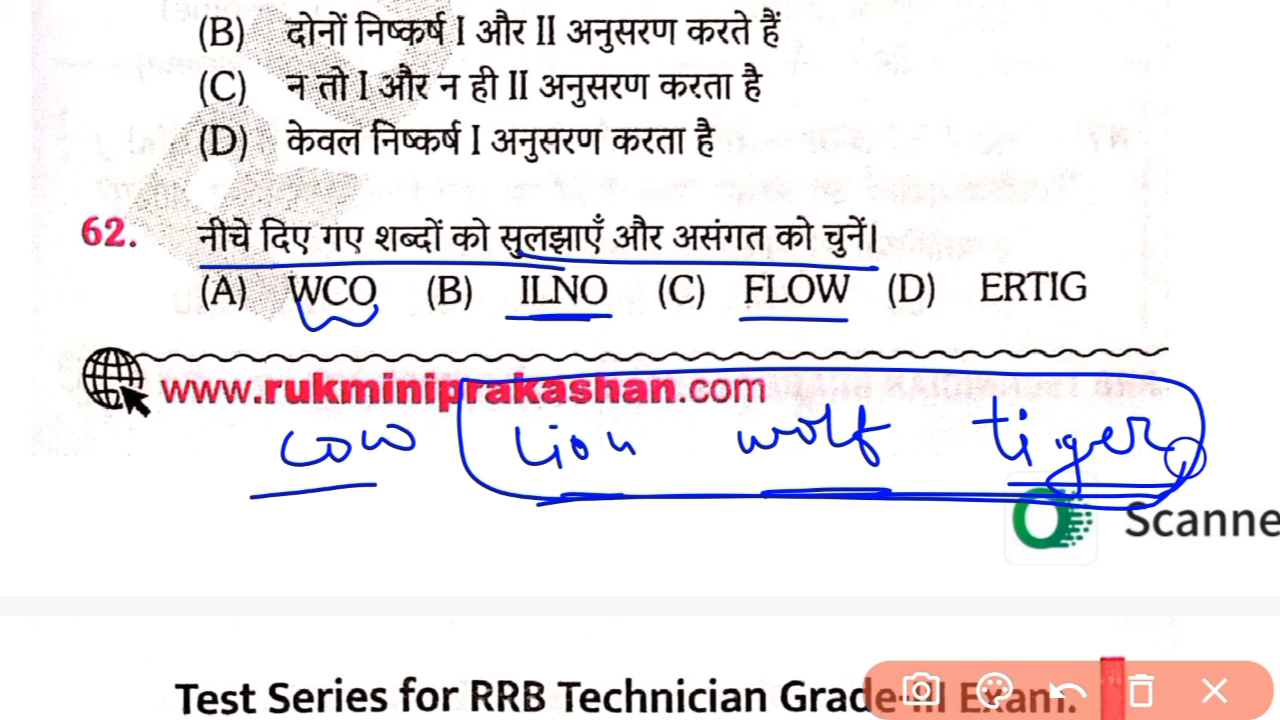 (B) दोनों निष्कर्ष I और II अनुसरण करते हैं
(C) न तो I और न ही II अनुसरण करता है
(D) केवल निष्कर्ष I अनुसरण करता है
62. नीचे दिए गए शब्दों को सुलझाएँ और असंगत को चुनें।
(A) WCO (B) ILNO (C) FLOW (D) ERTIG
www.rukminiprakashan.com
cow lion wolf tiger
Scanne
Test Series for RRB Technician Grade-III Exam.